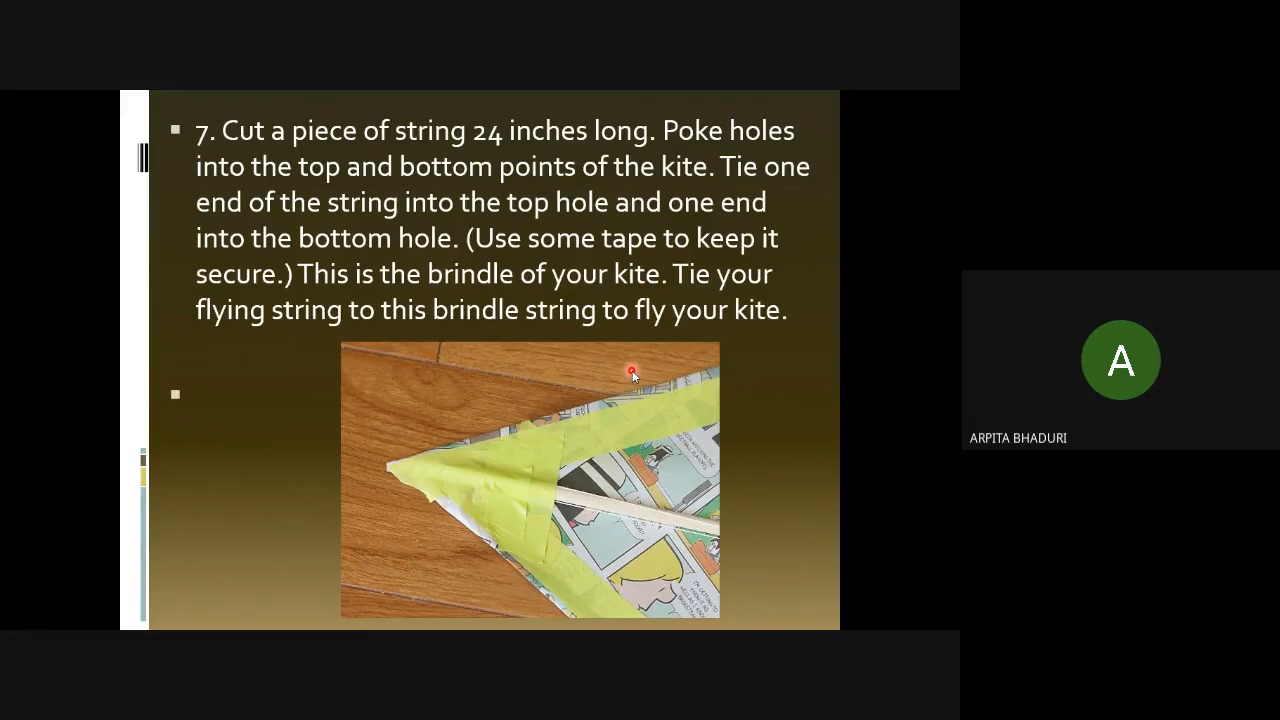 7. Cut a piece of string 24 inches long. Poke holes
into the top and bottom points of the kite. Tie one
end of the string into the top hole and one end
into the bottom hole. (Use some tape to keep it
secure.) This is the brindle of your kite. Tie your
flying string to this brindle string to fly your kite.
A
ARPITA BHADURI